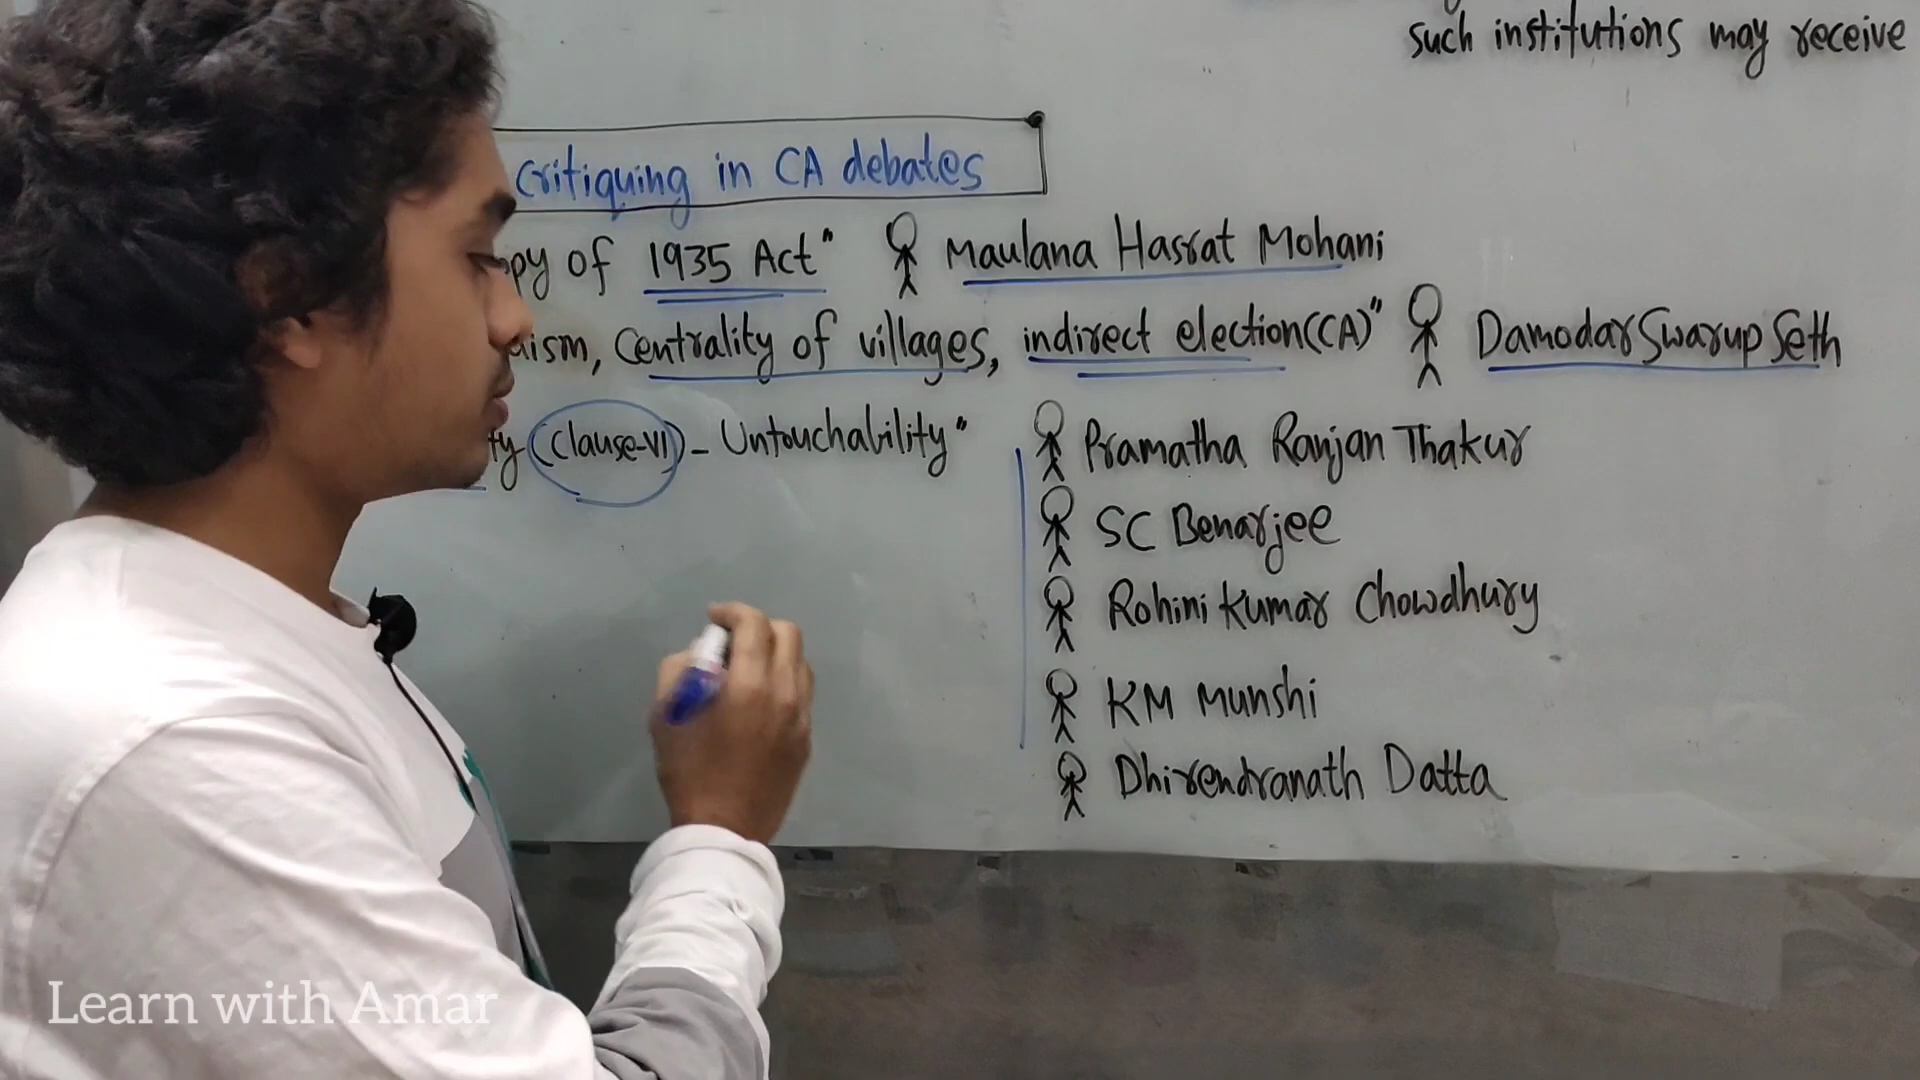 such institutions may receive
critiquing in CA debates
opy of 1935 Act" Maulana Hasrat Mohani
aism, Centrality of villages, indirect election(CA)" Damodar Swarup Seth
ty (Clause-VI) - Untouchability" Pramatha Ranjan Thakur
SC Benarjee
Rohini Kumar Chowdhury
KM Munshi
Dhirendranath Datta
Learn with Amar